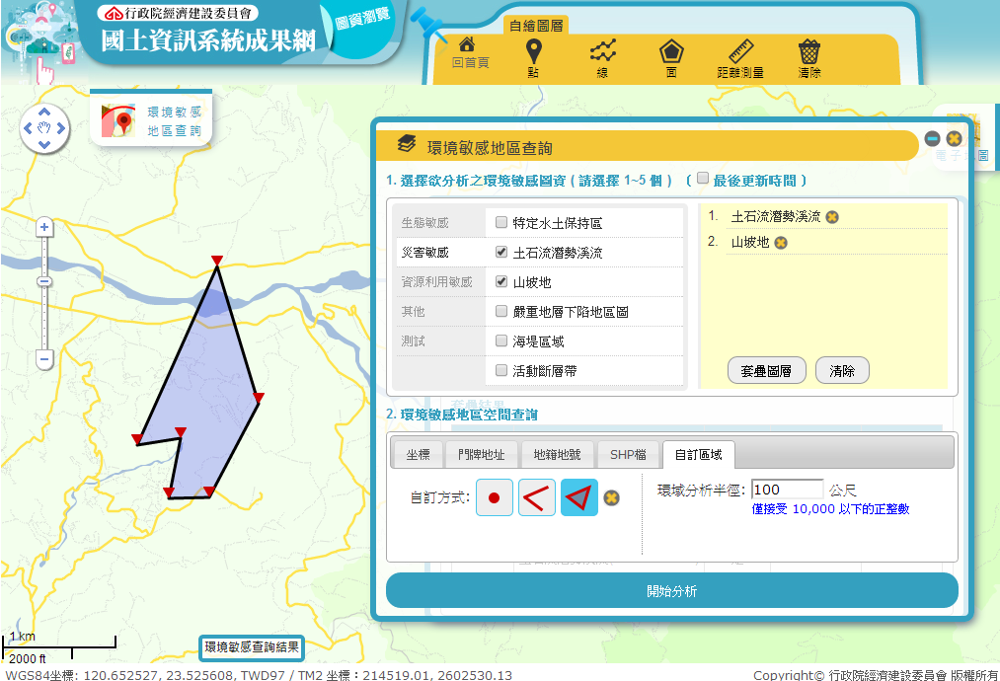 行政院經濟建設委員會
國土資訊系統成果網
圖資瀏覽
自繪圖層
回首頁
點
線
面
距離測量
清除
環境敏感
地區查詢
電子地圖
環境敏感地區查詢
1. 選擇欲分析之環境敏感圖資 ( 請選擇 1~5 個 ) ( 最後更新時間 )
生態敏感
災害敏感
資源利用敏感
其他
測試
特定水土保持區
土石流潛勢溪流
山坡地
嚴重地層下陷地區圖
海堤區域
活動斷層帶
1. 土石流潛勢溪流
2. 山坡地
套疊圖層
清除
2. 環境敏感地區空間查詢
坐標
門牌地址
地籍地號
SHP檔
自訂區域
自訂方式:
環域分析半徑: 100 公尺
僅接受 10,000 以下的正整數
開始分析
1 km
2000 ft
環境敏感查詢結果
WGS84坐標: 120.652527, 23.525608, TWD97 / TM2 坐標：214519.01, 2602530.13
Copyright© 行政院經濟建設委員會 版權所有